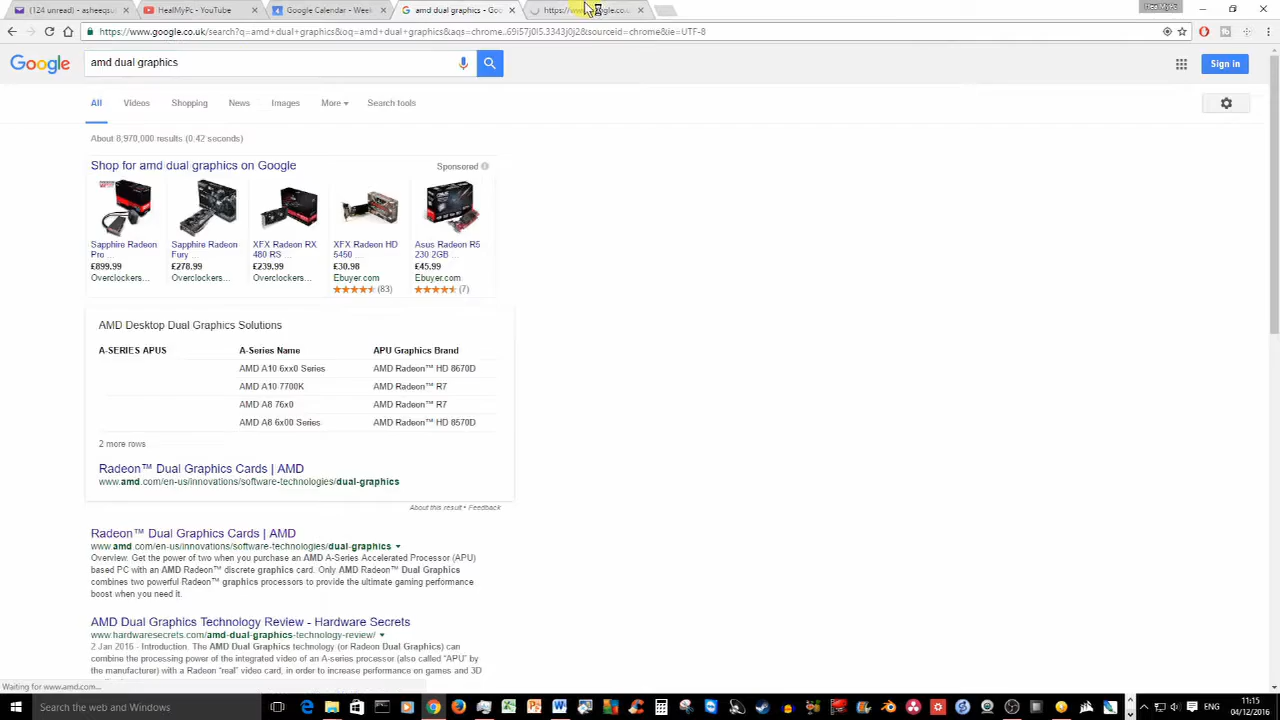 (124 unread) - asheeqsu
HealMyPc - YouTube
Google Calendar - Week
amd dual graphics - Goo
https://www.google.co.u
https://www.google.co.uk/search?q=amd+dual+graphics&oq=amd+dual+graphics&aqs=chrome..69i57j0l5.3343j0j2&sourceid=chrome&ie=UTF-8
Google
amd dual graphics
Sign in
All Videos Shopping News Images More Search tools
About 8,970,000 results (0.42 seconds)
Shop for amd dual graphics on Google
Sponsored
Sapphire Radeon Pro ...
£899.99
Overclockers...
Sapphire Radeon Fury ...
£278.99
Overclockers...
XFX Radeon RX 480 RS ...
£239.99
Overclockers...
XFX Radeon HD 5450 ...
£30.98
Ebuyer.com
(83)
Asus Radeon R5 230 2GB ...
£45.99
Ebuyer.com
(7)
AMD Desktop Dual Graphics Solutions
A-SERIES APUS A-Series Name APU Graphics Brand
AMD A10 6xx0 Series AMD Radeon™ HD 8670D
AMD A10 7700K AMD Radeon™ R7
AMD A8 76x0 AMD Radeon™ R7
AMD A8 6x00 Series AMD Radeon™ HD 8570D
2 more rows
Radeon™ Dual Graphics Cards | AMD
www.amd.com/en-us/innovations/software-technologies/dual-graphics
About this result • Feedback
Radeon™ Dual Graphics Cards | AMD
www.amd.com/en-us/innovations/software-technologies/dual-graphics
Overview. Get the power of two when you purchase an AMD A-Series Accelerated Processor (APU)
based PC with an AMD Radeon™ discrete graphics card. Only AMD Radeon™ Dual Graphics
combines two powerful Radeon™ graphics processors to provide the ultimate gaming performance
boost when you need it.
AMD Dual Graphics Technology Review - Hardware Secrets
www.hardwaresecrets.com/amd-dual-graphics-technology-review/
2 Jan 2016 - Introduction. The AMD Dual Graphics technology (or Radeon Dual Graphics) can
combine the processing power of the integrated video of an A-series processor (also called "APU" by
the manufacturer) with a Radeon "real" video card, in order to increase performance on games and 3D
Waiting for www.amd.com...
Search the web and Windows
ENG
11:15
04/12/2016